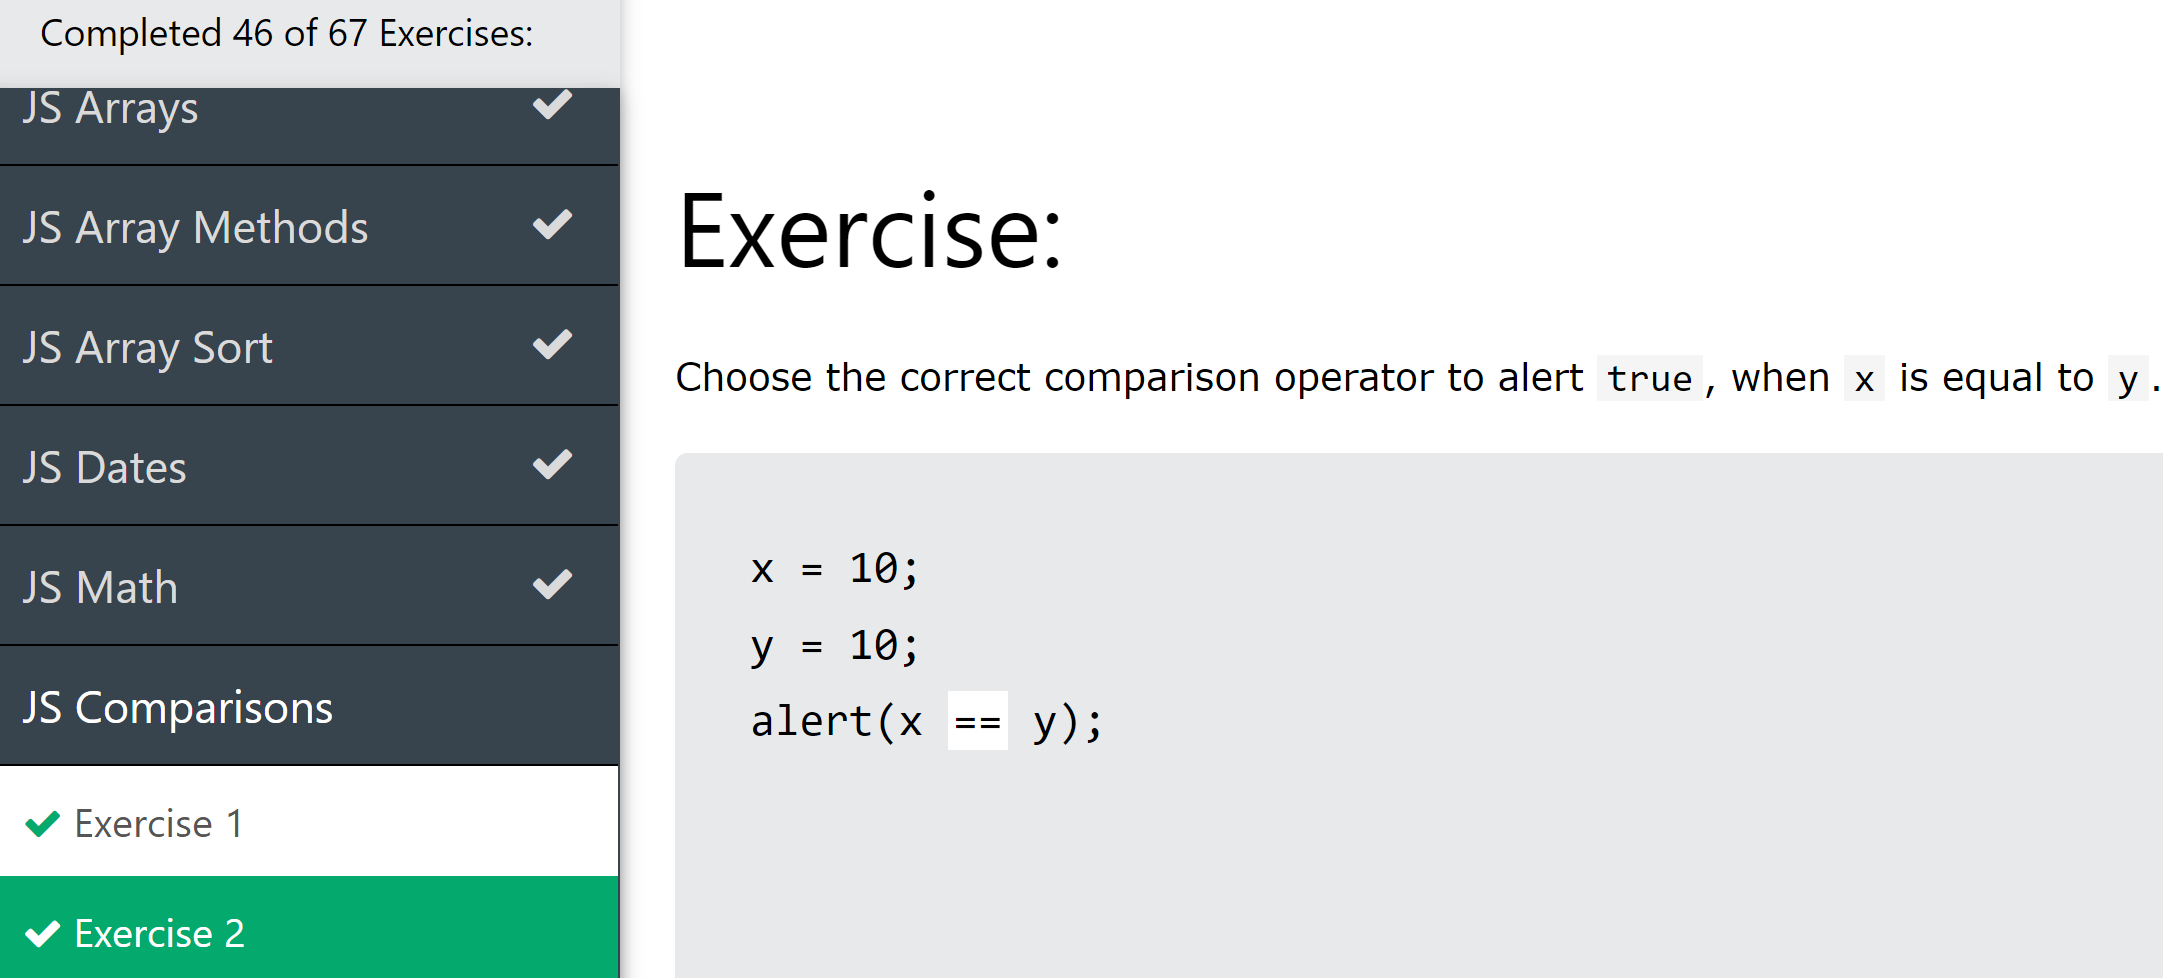 Completed 46 of 67 Exercises:
JS Arrays
JS Array Methods
JS Array Sort
JS Dates
JS Math
JS Comparisons
Exercise 1
Exercise 2
Exercise:
Choose the correct comparison operator to alert true, when x is equal to y.
x = 10;
y = 10;
alert(x == y);